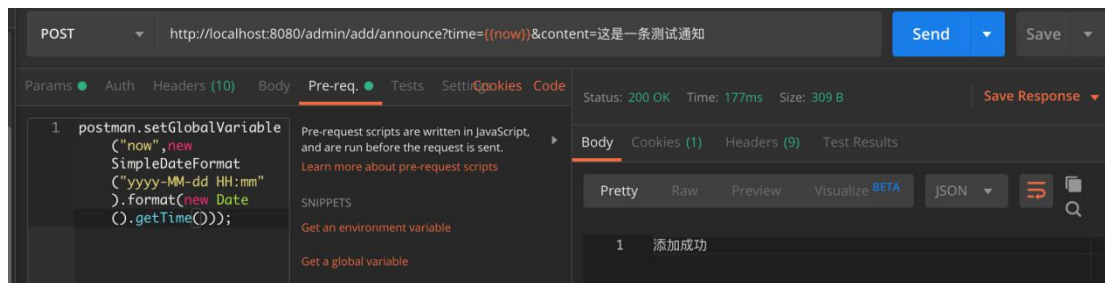 POST http://localhost:8080/admin/add/announce?time={{now}}&content=这是一条测试通知 Send Save
Params Auth Headers (10) Body Pre-req. Tests Settings Cookies Code
1 postman.setGlobalVariable
("now",new
SimpleDateFormat
("yyyy-MM-dd HH:mm"
).format(new Date
().getTime()));
Pre-request scripts are written in JavaScript,
and are run before the request is sent.
Learn more about pre-request scripts
SNIPPETS
Get an environment variable
Get a global variable
Status: 200 OK Time: 177ms Size: 309 B Save Response
Body Cookies (1) Headers (9) Test Results
Pretty Raw Preview Visualize BETA JSON
1 添加成功